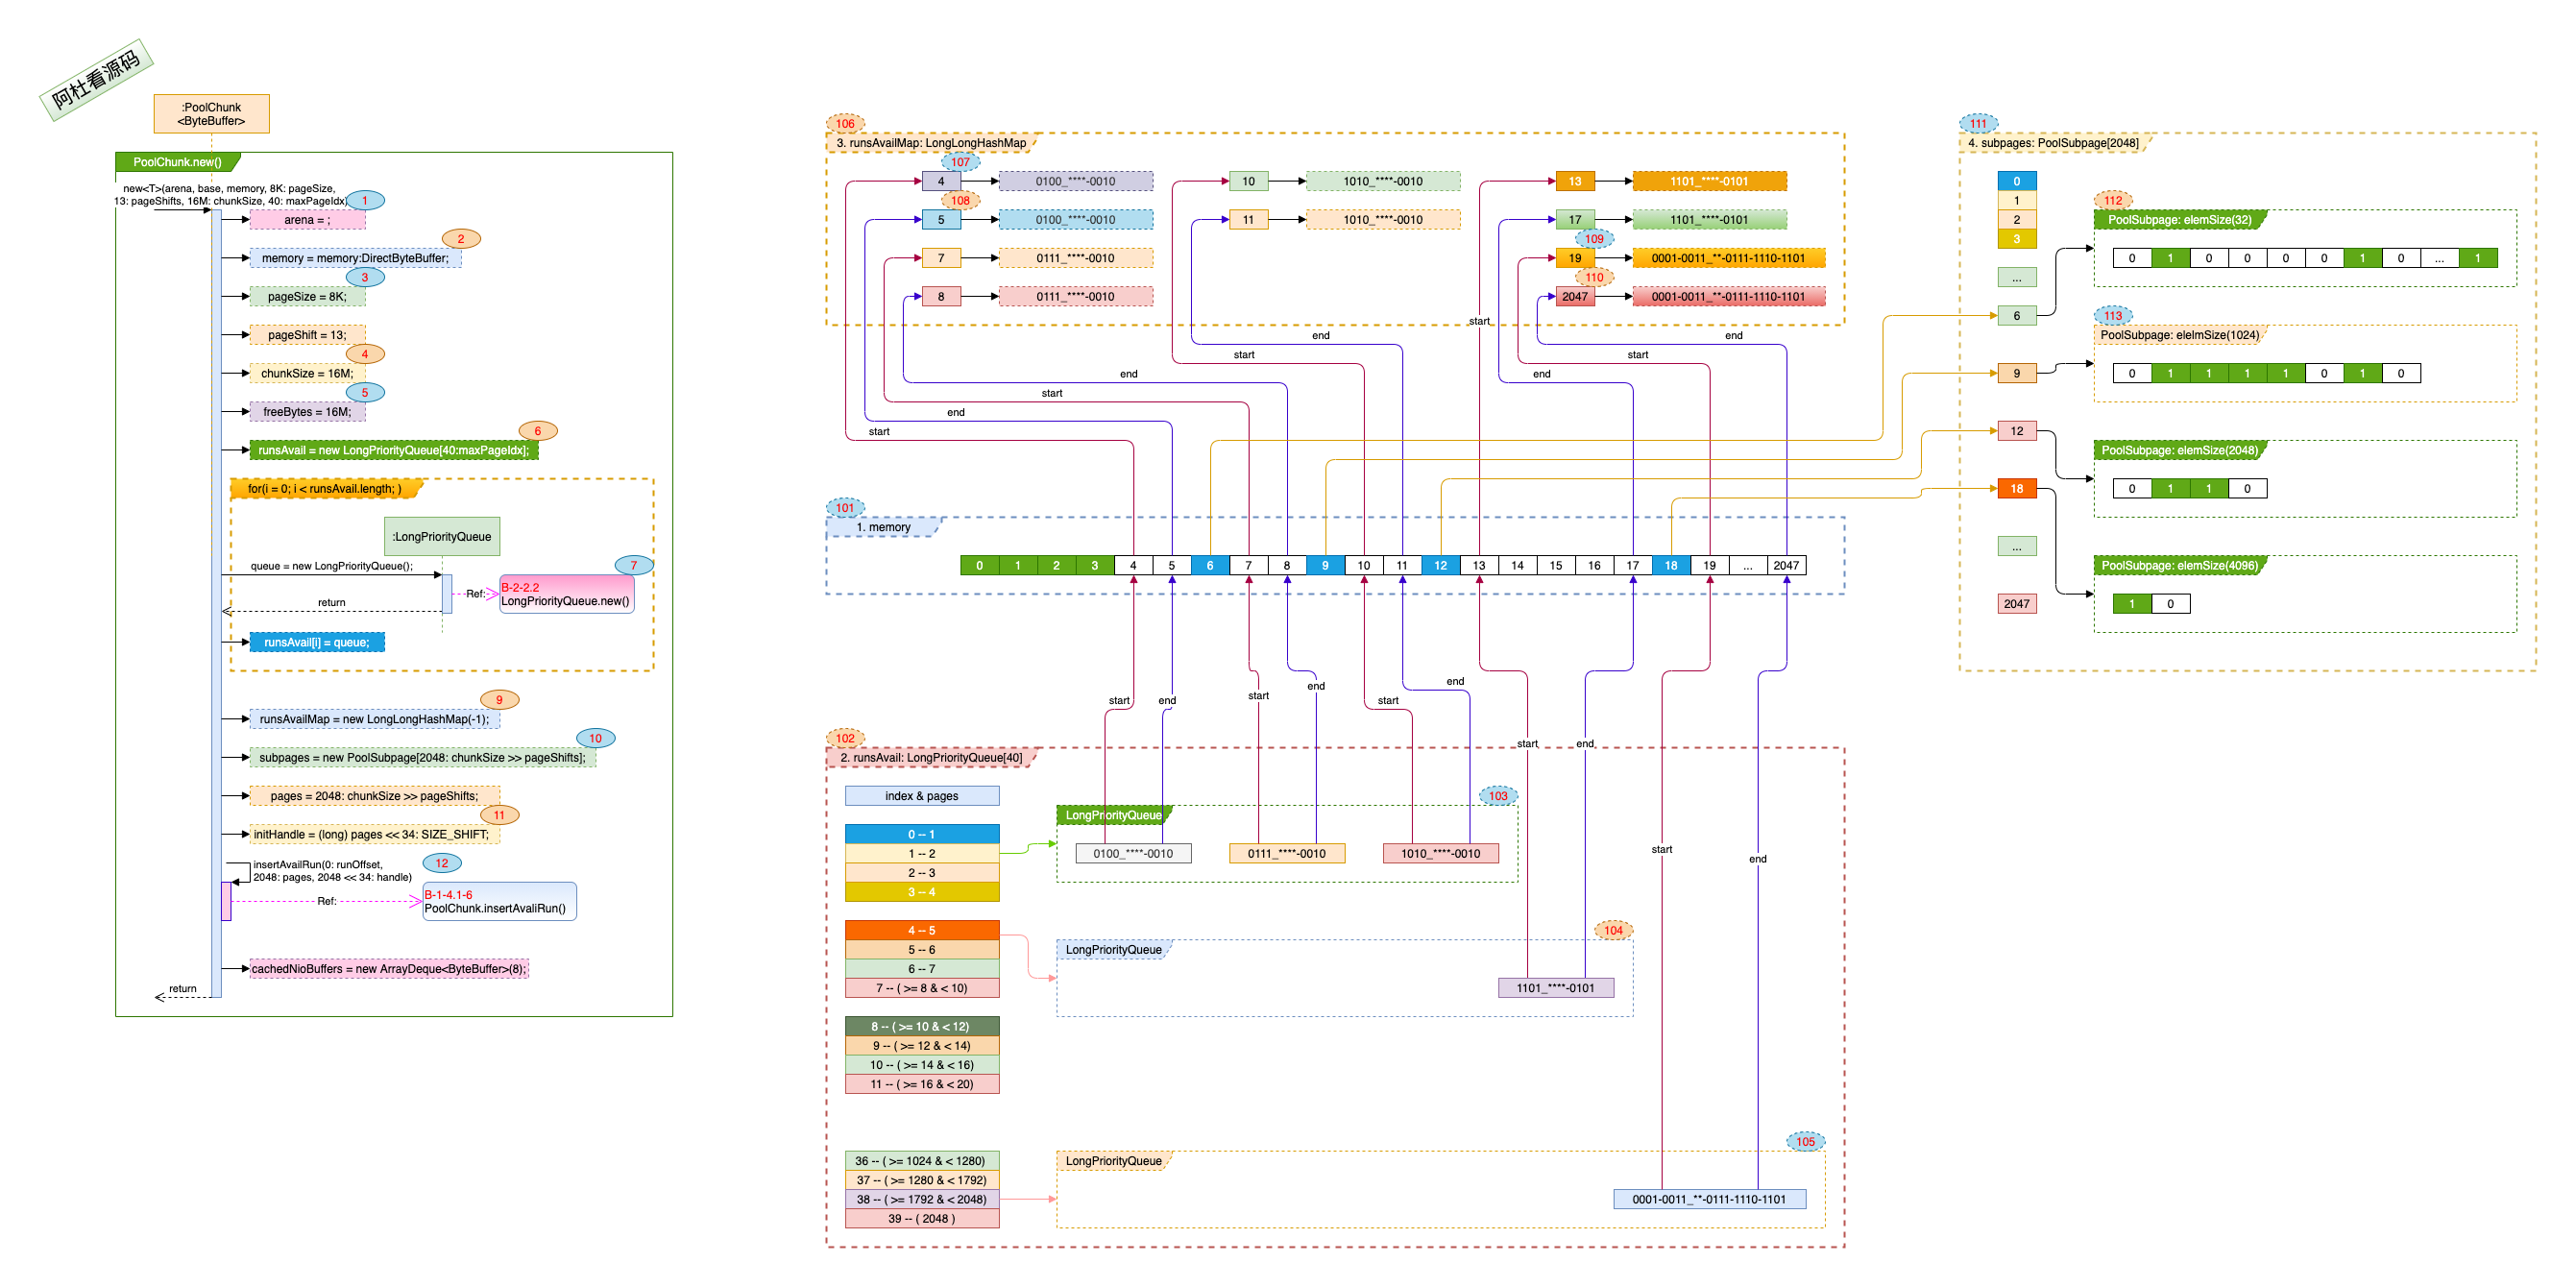 阿杜看源码
:PoolChunk
<ByteBuffer>
PoolChunk.new()
new<T>(arena, base, memory, 8K: pageSize,
13: pageShifts, 16M: chunkSize, 40: maxPageIdx)
1
arena = ;
2
memory = memory:DirectByteBuffer;
3
pageSize = 8K;
pageShift = 13;
4
chunkSize = 16M;
5
freeBytes = 16M;
6
runsAvail = new LongPriorityQueue[40:maxPageIdx];
for(i = 0; i < runsAvail.length; )
:LongPriorityQueue
queue = new LongPriorityQueue();
7
Ref:
B-2-2.2
LongPriorityQueue.new()
return
runsAvail[i] = queue;
9
runsAvailMap = new LongLongHashMap(-1);
10
subpages = new PoolSubpage[2048: chunkSize >> pageShifts];
pages = 2048: chunkSize >> pageShifts;
11
initHandle = (long) pages << 34: SIZE_SHIFT;
insertAvailRun(0: runOffset,
2048: pages, 2048 << 34: handle)
12
Ref:
B-1-4.1-6
PoolChunk.insertAvaliRun()
cachedNioBuffers = new ArrayDeque<ByteBuffer>(8);
return
106
3. runsAvailMap: LongLongHashMap
107
4
0100_****-0010
10
1010_****-0010
13
1101_****-0101
108
5
0100_****-0010
11
1010_****-0010
17
1101_****-0101
109
7
0111_****-0010
19
0001-0011_**-0111-1110-1101
110
8
0111_****-0010
2047
0001-0011_**-0111-1110-1101
start
end
end
start
start
end
end
start
end
start
101
1. memory
0
1
2
3
4
5
6
7
8
9
10
11
12
13
14
15
16
17
18
19
...
2047
start
end
start
end
start
end
start
end
start
end
102
2. runsAvail: LongPriorityQueue[40]
index & pages
0 -- 1
1 -- 2
2 -- 3
3 -- 4
4 -- 5
5 -- 6
6 -- 7
7 -- ( >= 8 & < 10)
8 -- ( >= 10 & < 12)
9 -- ( >= 12 & < 14)
10 -- ( >= 14 & < 16)
11 -- ( >= 16 & < 20)
36 -- ( >= 1024 & < 1280)
37 -- ( >= 1280 & < 1792)
38 -- ( >= 1792 & < 2048)
39 -- ( 2048 )
103
LongPriorityQueue
0100_****-0010
0111_****-0010
1010_****-0010
104
LongPriorityQueue
1101_****-0101
105
LongPriorityQueue
0001-0011_**-0111-1110-1101
111
4. subpages: PoolSubpage[2048]
0
1
2
3
...
6
9
12
18
...
2047
112
PoolSubpage: elemSize(32)
0 1 0 0 0 0 1 0 ... 1
113
PoolSubpage: elelmSize(1024)
0 1 1 1 1 0 1 0
PoolSubpage: elemSize(2048)
0 1 1 0
PoolSubpage: elemSize(4096)
1 0